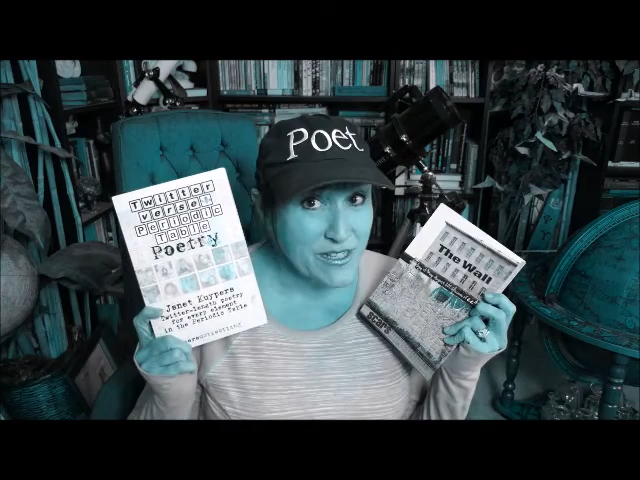 Poet
Twitter
verse
Periodic
Table
Poetry
Janet Kuypers
Twitter-length poetry
for every element
in the Periodic Table
The Wall
scars